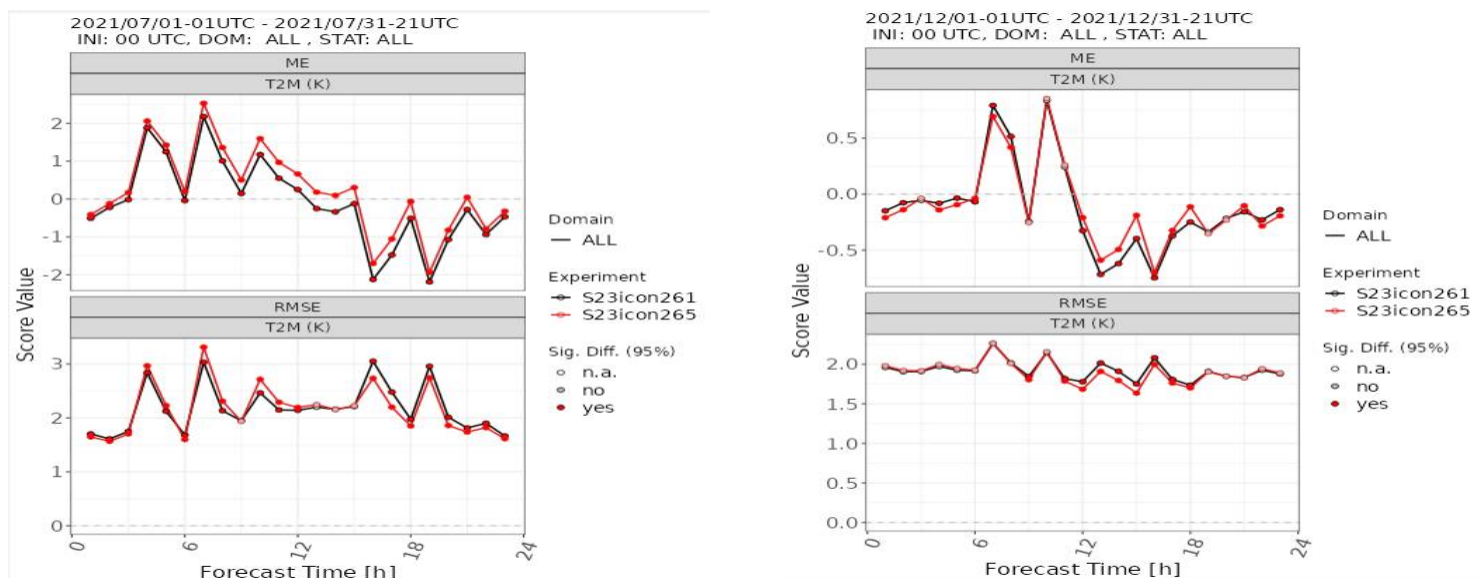 2021/07/01-01UTC - 2021/07/31-21UTC
INI: 00 UTC, DOM: ALL , STAT: ALL
ME
T2M (K)
2
1
0
-1
-2
RMSE
T2M (K)
3
2
1
0
Score Value
0
6
12
18
24
Forecast Time [h]
Domain
ALL
Experiment
S23icon261
S23icon265
Sig. Diff. (95%)
n.a.
no
yes
2021/12/01-01UTC - 2021/12/31-21UTC
INI: 00 UTC, DOM: ALL , STAT: ALL
ME
T2M (K)
0.5
0.0
-0.5
RMSE
T2M (K)
2.0
1.5
1.0
0.5
0.0
Score Value
0
6
12
18
24
Forecast Time [h]
Domain
ALL
Experiment
S23icon261
S23icon265
Sig. Diff. (95%)
n.a.
no
yes